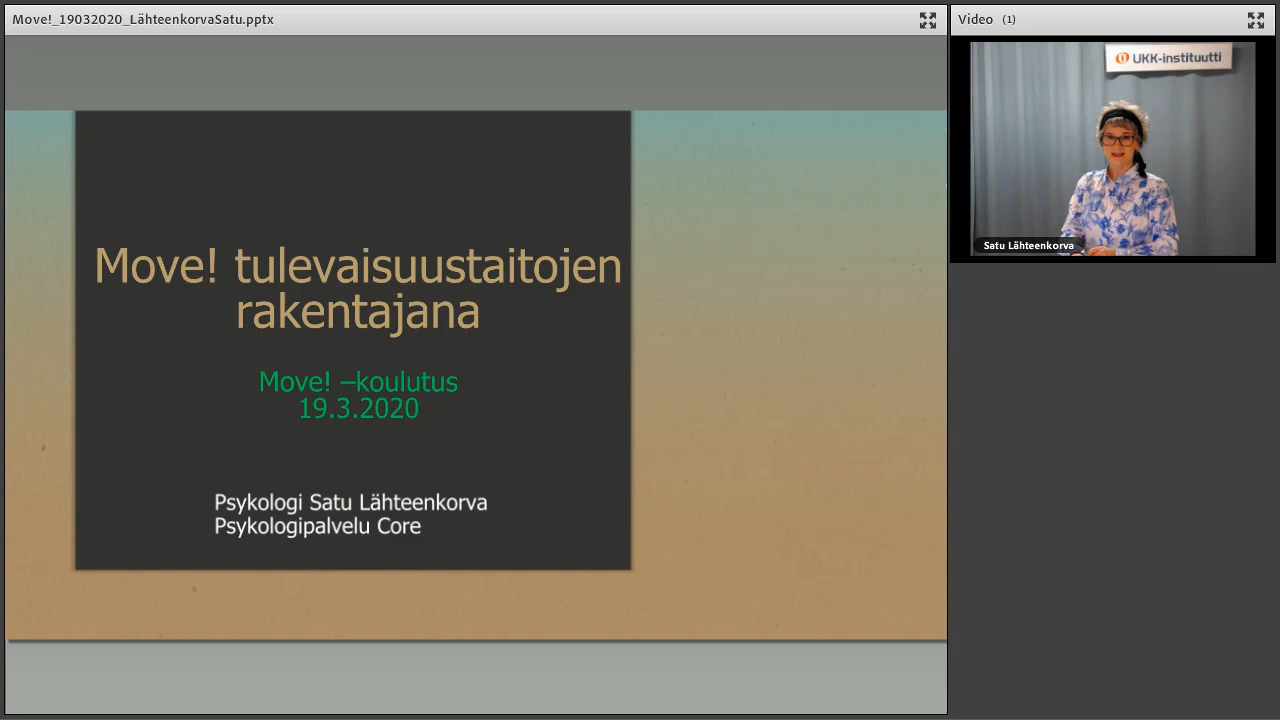 Move!_19032020_LähteenkorvaSatu.pptx
Video (1)
UKK-instituutti
Satu Lähteenkorva
Move! tulevaisuustaitojen
rakentajana
Move! –koulutus
19.3.2020
Psykologi Satu Lähteenkorva
Psykologipalvelu Core